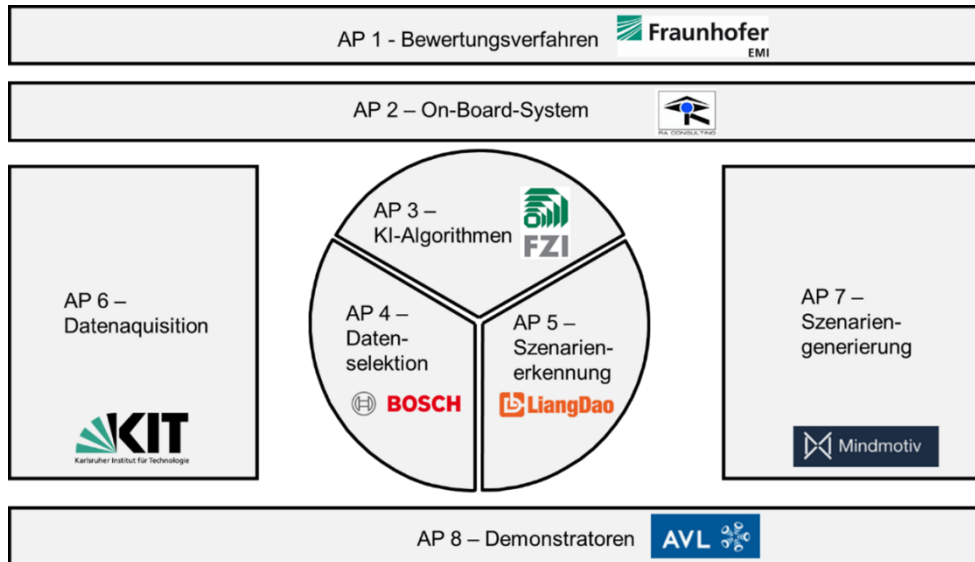 AP 1 - Bewertungsverfahren
Fraunhofer
EMI
AP 2 – On-Board-System
RA CONSULTING
AP 3 –
KI-Algorithmen
FZI
AP 6 –
Datenaquisition
KIT
Karlsruher Institut für Technologie
AP 4 –
Daten-
selektion
BOSCH
AP 5 –
Szenarien-
erkennung
LiangDao
AP 7 –
Szenarien-
generierung
Mindmotiv
AP 8 – Demonstratoren
AVL